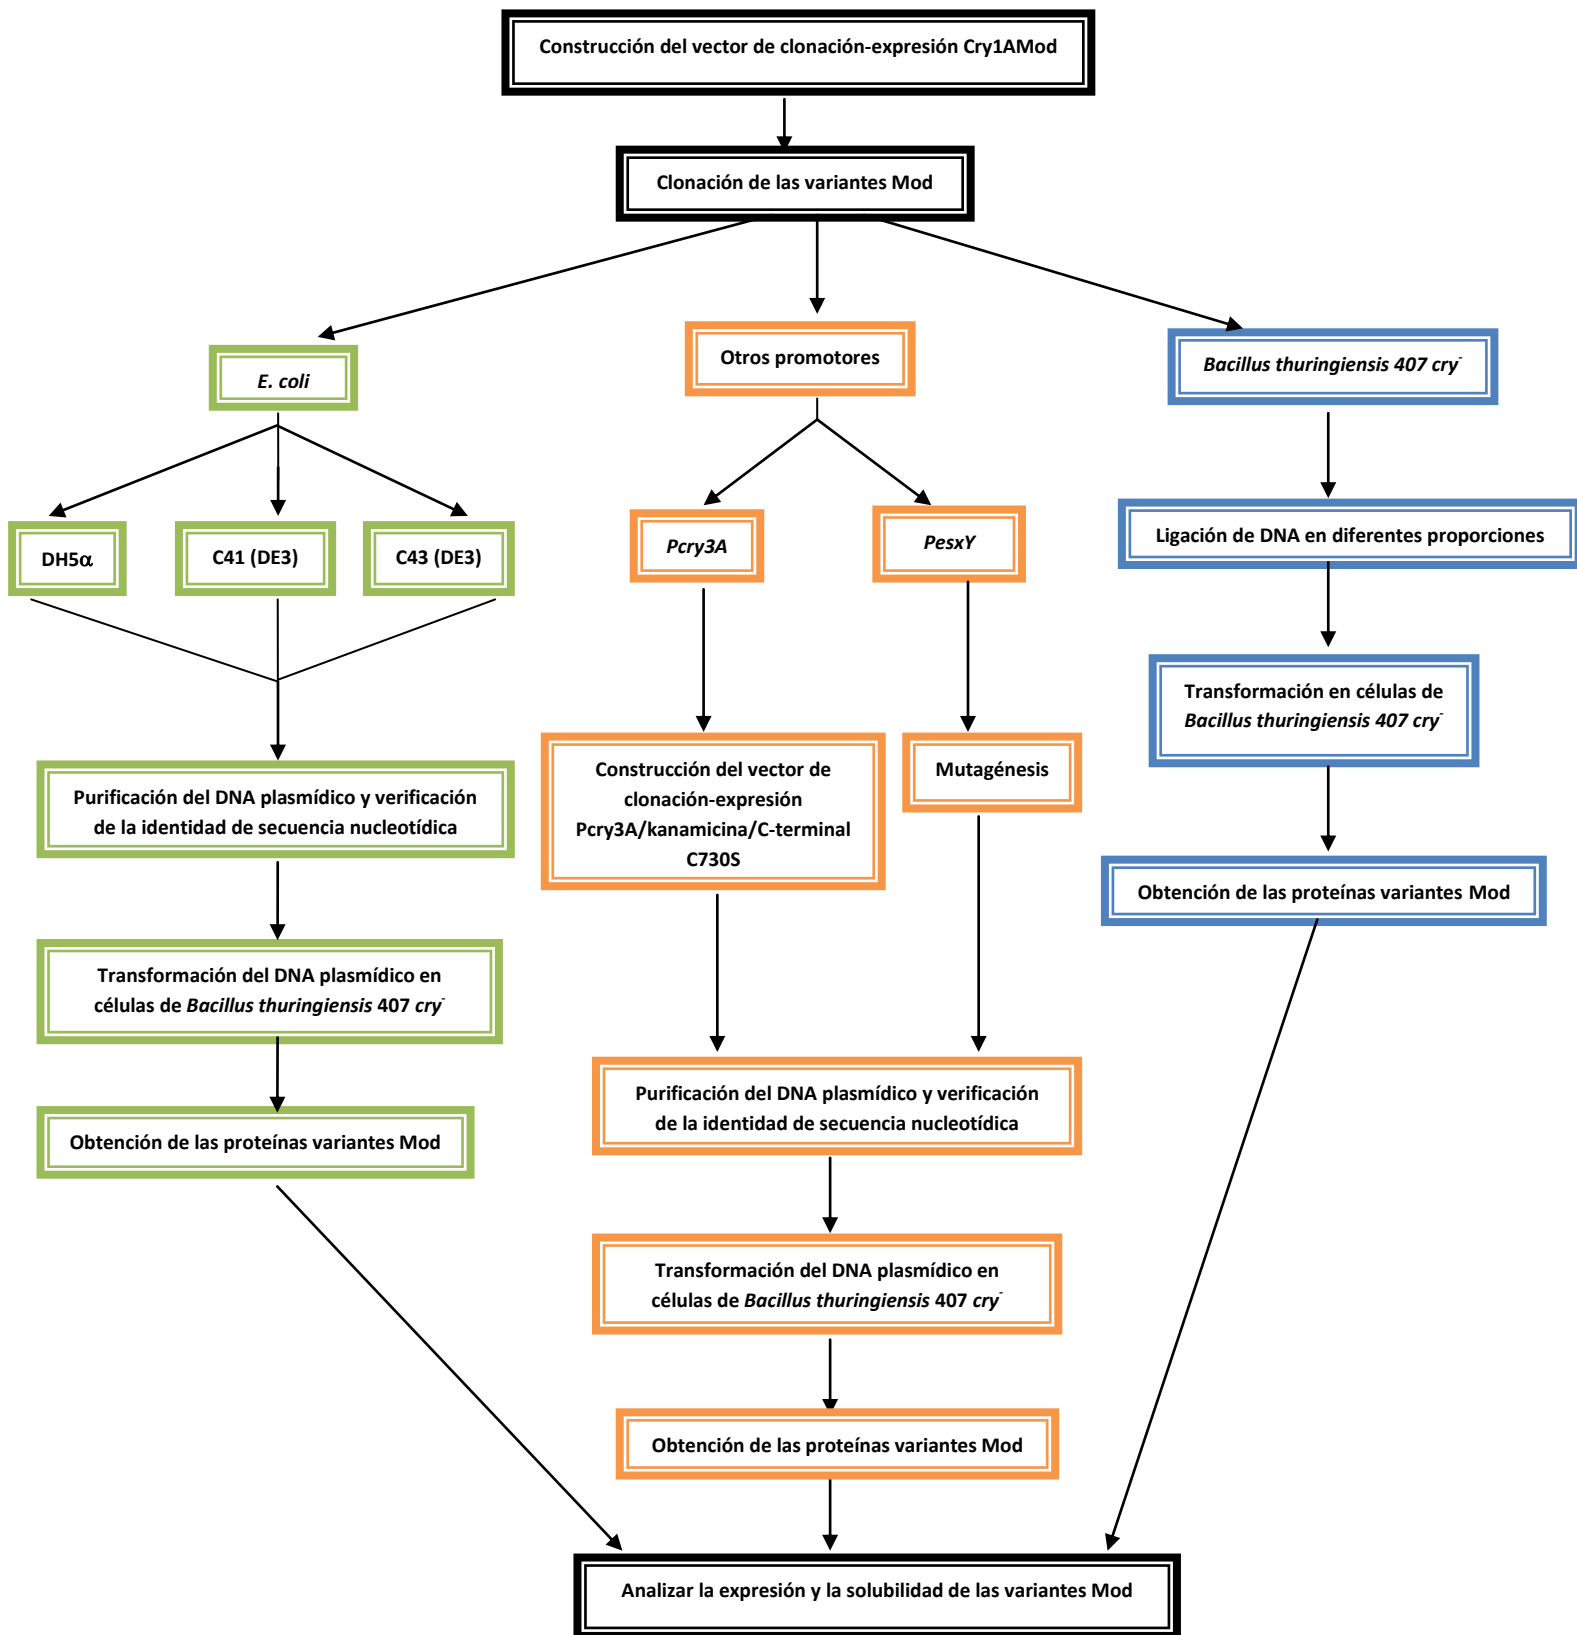 Construcción del vector de clonación-expresión Cry1AMod
Clonación de las variantes Mod
E. coli
Otros promotores
Bacillus thuringiensis 407 cry⁻
DH5α
C41 (DE3)
C43 (DE3)
Pcry3A
PesxY
Ligación de DNA en diferentes proporciones
Transformación en células de
Bacillus thuringiensis 407 cry⁻
Purificación del DNA plasmídico y verificación
de la identidad de secuencia nucleotídica
Construcción del vector de
clonación-expresión
Pcry3A/kanamicina/C-terminal
C730S
Mutagénesis
Obtención de las proteínas variantes Mod
Transformación del DNA plasmídico en
células de Bacillus thuringiensis 407 cry⁻
Obtención de las proteínas variantes Mod
Purificación del DNA plasmídico y verificación
de la identidad de secuencia nucleotídica
Transformación del DNA plasmídico en
células de Bacillus thuringiensis 407 cry⁻
Obtención de las proteínas variantes Mod
Analizar la expresión y la solubilidad de las variantes Mod